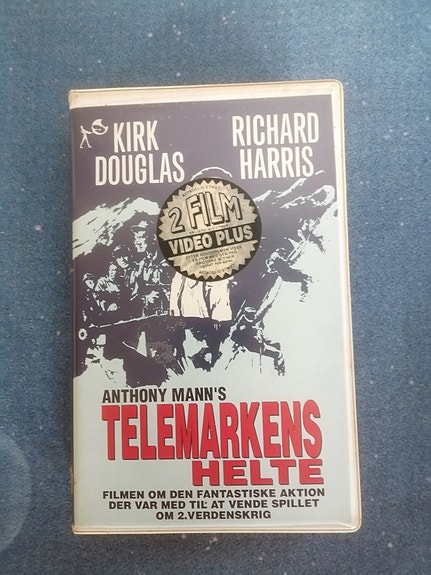 KIRK
DOUGLAS
RICHARD
HARRIS
2 FILM
VIDEO PLUS
ANTHONY MANN'S
TELEMARKENS
HELTE
FILMEN OM DEN FANTASTISKE AKTION
DER VAR MED TIL AT VENDE SPILLET
OM 2.VERDENSKRIG